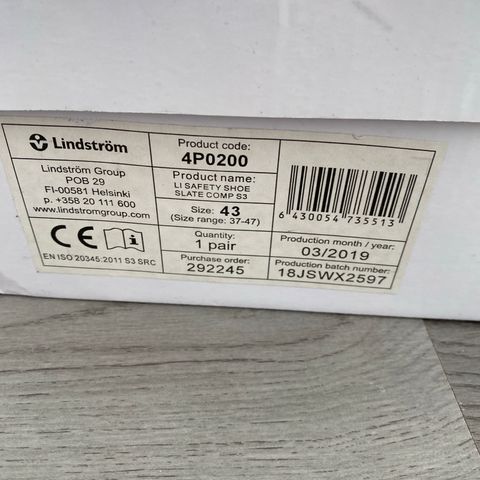 Lindström
Lindström Group
POB 29
FI-00581 Helsinki
p. +358 20 111 600
www.lindstromgroup.com
CE
EN ISO 20345:2011 S3 SRC
Product code:
4P0200
Product name:
LI SAFETY SHOE
SLATE COMP S3
Size: 43
(Size range: 37-47)
Quantity:
1 pair
Purchase order:
292245
6 430054 735513
Production month / year:
03/2019
Production batch number:
18JSWX2597